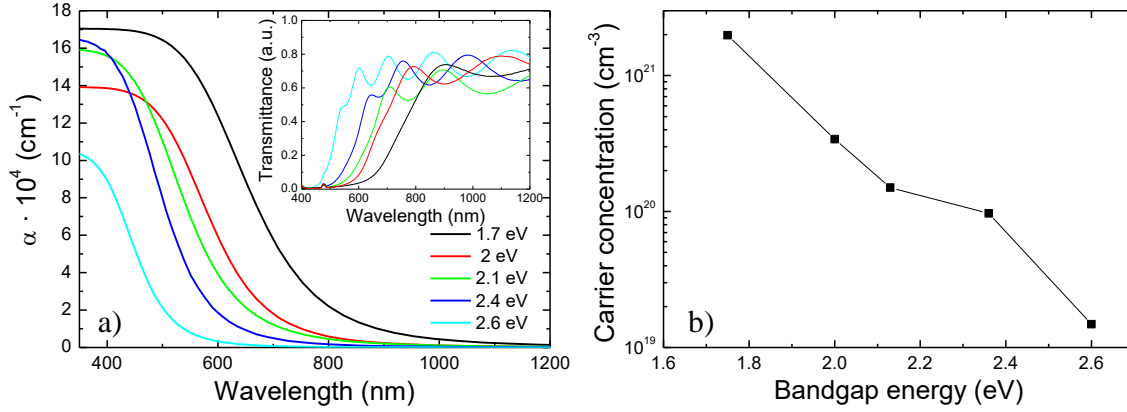 18
16
14
12
10
8
6
4
2
0
α · 10⁴ (cm⁻¹)
400 600 800 1000 1200
Wavelength (nm)
a)
1.0
0.8
0.6
0.4
0.2
0.0
Transmittance (a.u.)
400 600 800 1000 1200
Wavelength (nm)
1.7 eV
2 eV
2.1 eV
2.4 eV
2.6 eV
10²¹
10²⁰
10¹⁹
Carrier concentration (cm⁻³)
1.6 1.8 2.0 2.2 2.4 2.6
Bandgap energy (eV)
b)